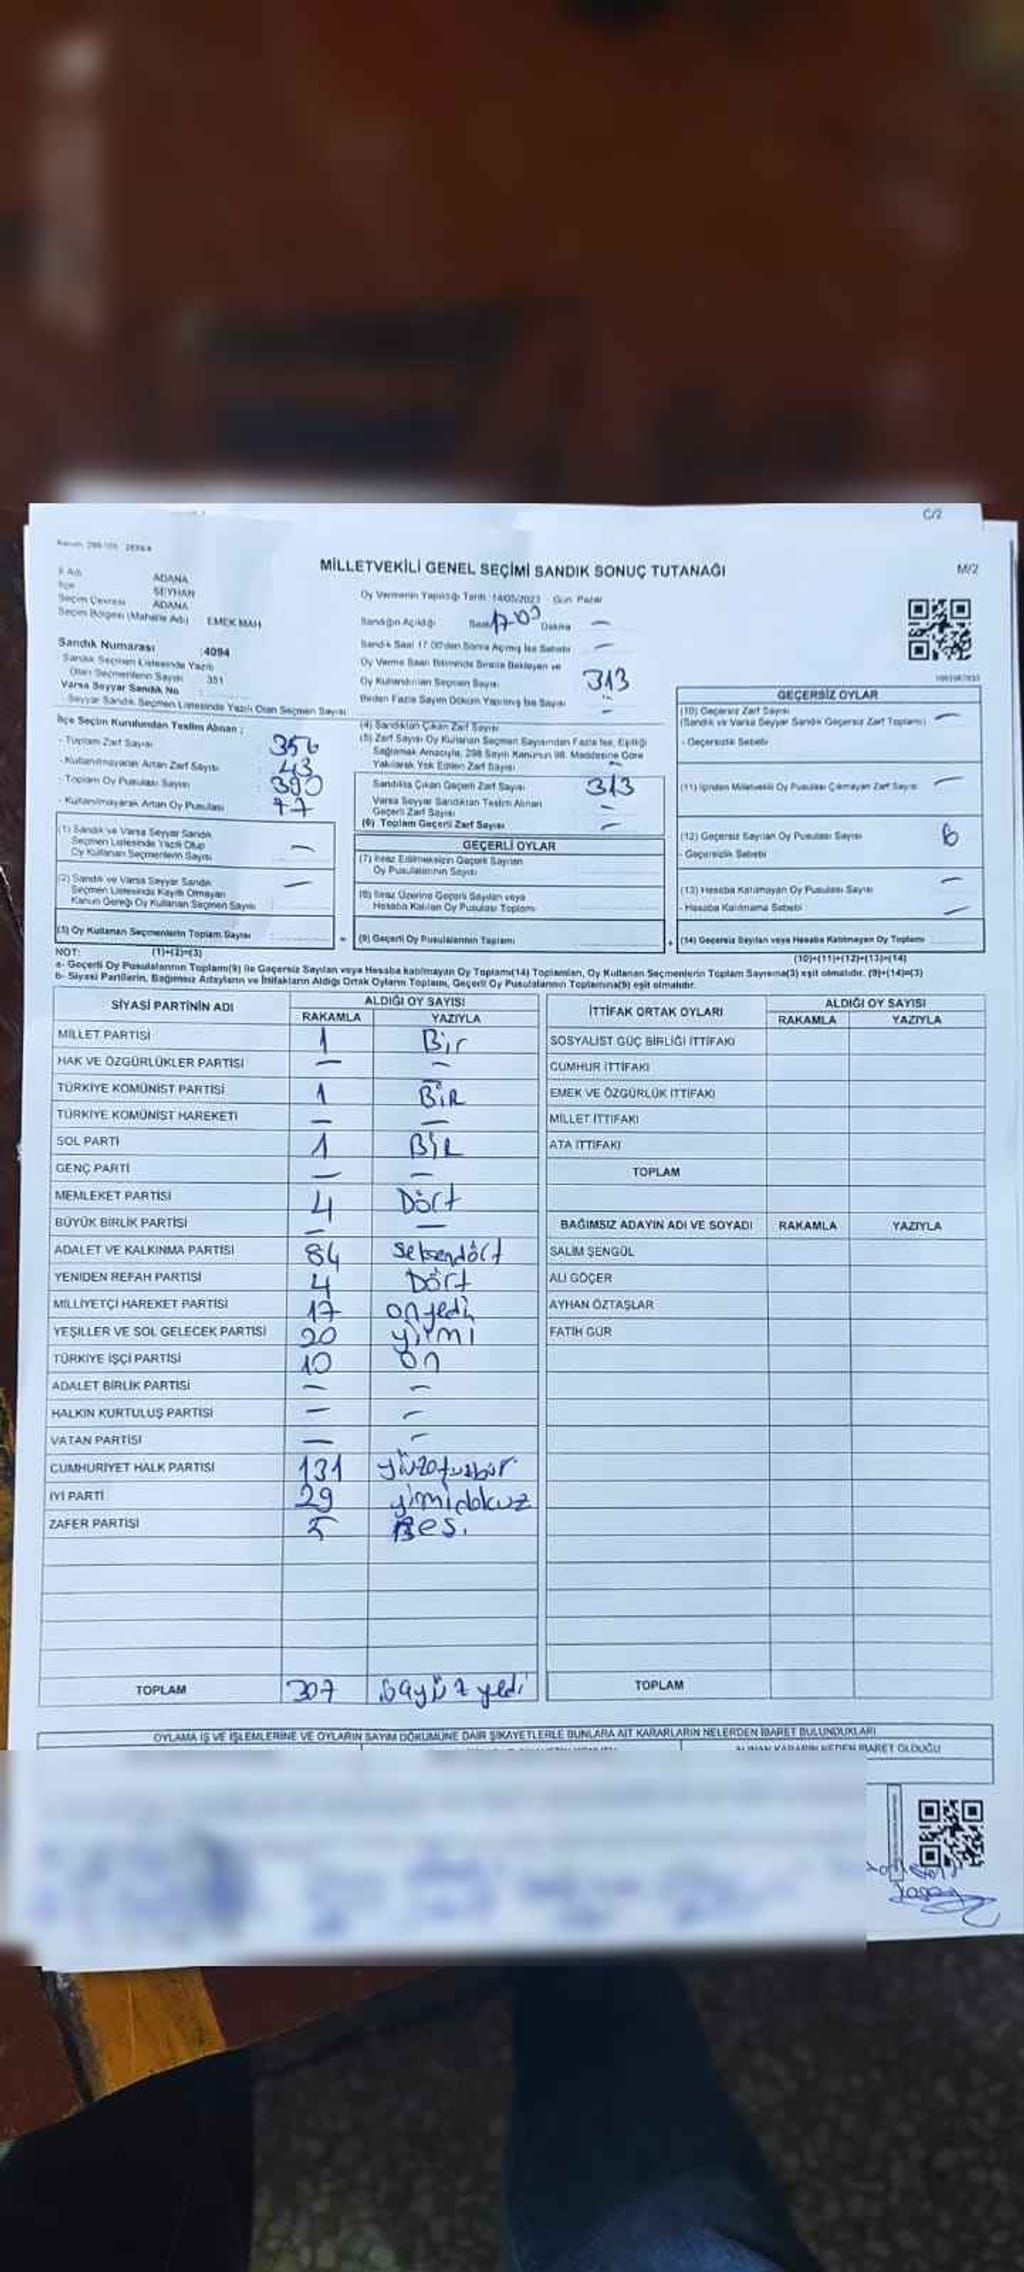 C/2
MİLLETVEKİLİ GENEL SEÇİMİ SANDIK SONUÇ TUTANAĞI
M/2
İl Adı ADANA
İlçe SEYHAN
Seçim Çevresi ADANA
Seçim Bölgesi (Mahalle Adı) EMEK MAH
Oy Vermenin Yapıldığı Tarih :14/05/2023 Gün: Pazar
Sandığın Açıldığı Saat 17.00 Dakika —
Sandık Saat 17.00'den Sonra Açılmış İse Sebebi —
Oy Verme Saati Bitiminde Sırada Bekleyen ve
Oy Kullandırılan Seçmen Sayısı 313
Birden Fazla Sayım Döküm Yapılmış İse Sayısı —
Sandık Numarası :4094
Sandık Seçmen Listesinde Yazılı
Olan Seçmenlerin Sayısı 351
Varsa Seyyar Sandık No
Seyyar Sandık Seçmen Listesinde Yazılı Olan Seçmen Sayısı
İlçe Seçim Kurulundan Teslim Alınan ;
- Toplam Zarf Sayısı : 356
- Kullanılmayarak Artan Zarf Sayısı : 43
- Toplam Oy Pusulası Sayısı : 390
- Kullanılmayarak Artan Oy Pusulası : 77
(1) Sandık ve Varsa Seyyar Sandık
Seçmen Listesinde Yazılı Olup
Oy Kullanan Seçmenlerin Sayısı —
(2) Sandık ve Varsa Seyyar Sandık
Seçmen Listesinde Kayıtlı Olmayan
Kanun Gereği Oy Kullanan Seçmen Sayısı —
(3) Oy Kullanan Seçmenlerin Toplam Sayısı
(1)+(2)=(3)
(4) Sandıktan Çıkan Zarf Sayısı
(5) Zarf Sayısı Oy Kullanan Seçmen Sayısından Fazla İse, Eşitliği
Sağlamak Amacıyla, 298 Sayılı Kanunun 98. Maddesine Göre
Yakılarak Yok Edilen Zarf Sayısı —
Sandıkta Çıkan Geçerli Zarf Sayısı 313
Varsa Seyyar Sandıktan Teslim Alınan
Geçerli Zarf Sayısı —
(6) Toplam Geçerli Zarf Sayısı —
GEÇERLİ OYLAR
(7) İtiraz Edilmeksizin Geçerli Sayılan
Oy Pusulalarının Sayısı
(8) İtiraz Üzerine Geçerli Sayılan veya
Hesaba Katılan Oy Pusulası Toplamı
(9) Geçerli Oy Pusulalarının Toplamı
GEÇERSİZ OYLAR
(10) Geçersiz Zarf Sayısı
(Sandık ve Varsa Seyyar Sandık Geçersiz Zarf Toplamı) —
- Geçersizlik Sebebi
(11) İçinden Milletvekili Oy Pusulası Çıkmayan Zarf Sayısı —
(12) Geçersiz Sayılan Oy Pusulası Sayısı 6
- Geçersizlik Sebebi
(13) Hesaba Katılmayan Oy Pusulası Sayısı —
- Hesaba Katılmama Sebebi —
(14) Geçersiz Sayılan veya Hesaba Katılmayan Oy Toplamı
(10)+(11)+(12)+(13)=(14)
NOT:
a- Geçerli Oy Pusulalarının Toplamı(9) ile Geçersiz Sayılan veya Hesaba katılmayan Oy Toplamı(14) Toplamları, Oy Kullanan Seçmenlerin Toplam Sayısına(3) eşit olmalıdır. (9)+(14)=(3)
b- Siyasi Partilerin, Bağımsız Adayların ve İttifakların Aldığı Ortak Oyların Toplamı, Geçerli Oy Pusulalarının Toplamına(9) eşit olmalıdır.
SİYASİ PARTİNİN ADI ALDIĞI OY SAYISI
RAKAMLA YAZIYLA
MİLLET PARTİSİ 1 Bir
HAK VE ÖZGÜRLÜKLER PARTİSİ — —
TÜRKİYE KOMÜNİST PARTİSİ 1 BİR
TÜRKİYE KOMÜNİST HAREKETİ — —
SOL PARTİ 1 BİR
GENÇ PARTİ — —
MEMLEKET PARTİSİ 4 Dört
BÜYÜK BİRLİK PARTİSİ — —
ADALET VE KALKINMA PARTİSİ 84 seksendört
YENİDEN REFAH PARTİSİ 4 Dört
MİLLİYETÇİ HAREKET PARTİSİ 17 onyedi
YEŞİLLER VE SOL GELECEK PARTİSİ 20 yirmi
TÜRKİYE İŞÇİ PARTİSİ 10 on
ADALET BİRLİK PARTİSİ — —
HALKIN KURTULUŞ PARTİSİ — —
VATAN PARTİSİ — —
CUMHURİYET HALK PARTİSİ 131 yüzotuzbir
İYİ PARTİ 29 yimidokuz
ZAFER PARTİSİ 5 Beş.
TOPLAM 307 üçyüz yedi
İTTİFAK ORTAK OYLARI ALDIĞI OY SAYISI
RAKAMLA YAZIYLA
SOSYALİST GÜÇ BİRLİĞİ İTTİFAKI
CUMHUR İTTİFAKI
EMEK VE ÖZGÜRLÜK İTTİFAKI
MİLLET İTTİFAKI
ATA İTTİFAKI
TOPLAM
BAĞIMSIZ ADAYIN ADI VE SOYADI RAKAMLA YAZIYLA
SALİM ŞENGÜL
ALİ GÖÇER
AYHAN ÖZTAŞLAR
FATİH GÜR
TOPLAM
OYLAMA İŞ VE İŞLEMLERİNE VE OYLARIN SAYIM DÖKÜMÜNE DAİR ŞİKAYETLERLE BUNLARA AİT KARARLARIN NELERDEN İBARET BULUNDUKLARI
ALINAN KARARIN NEDEN İBARET OLDUĞU